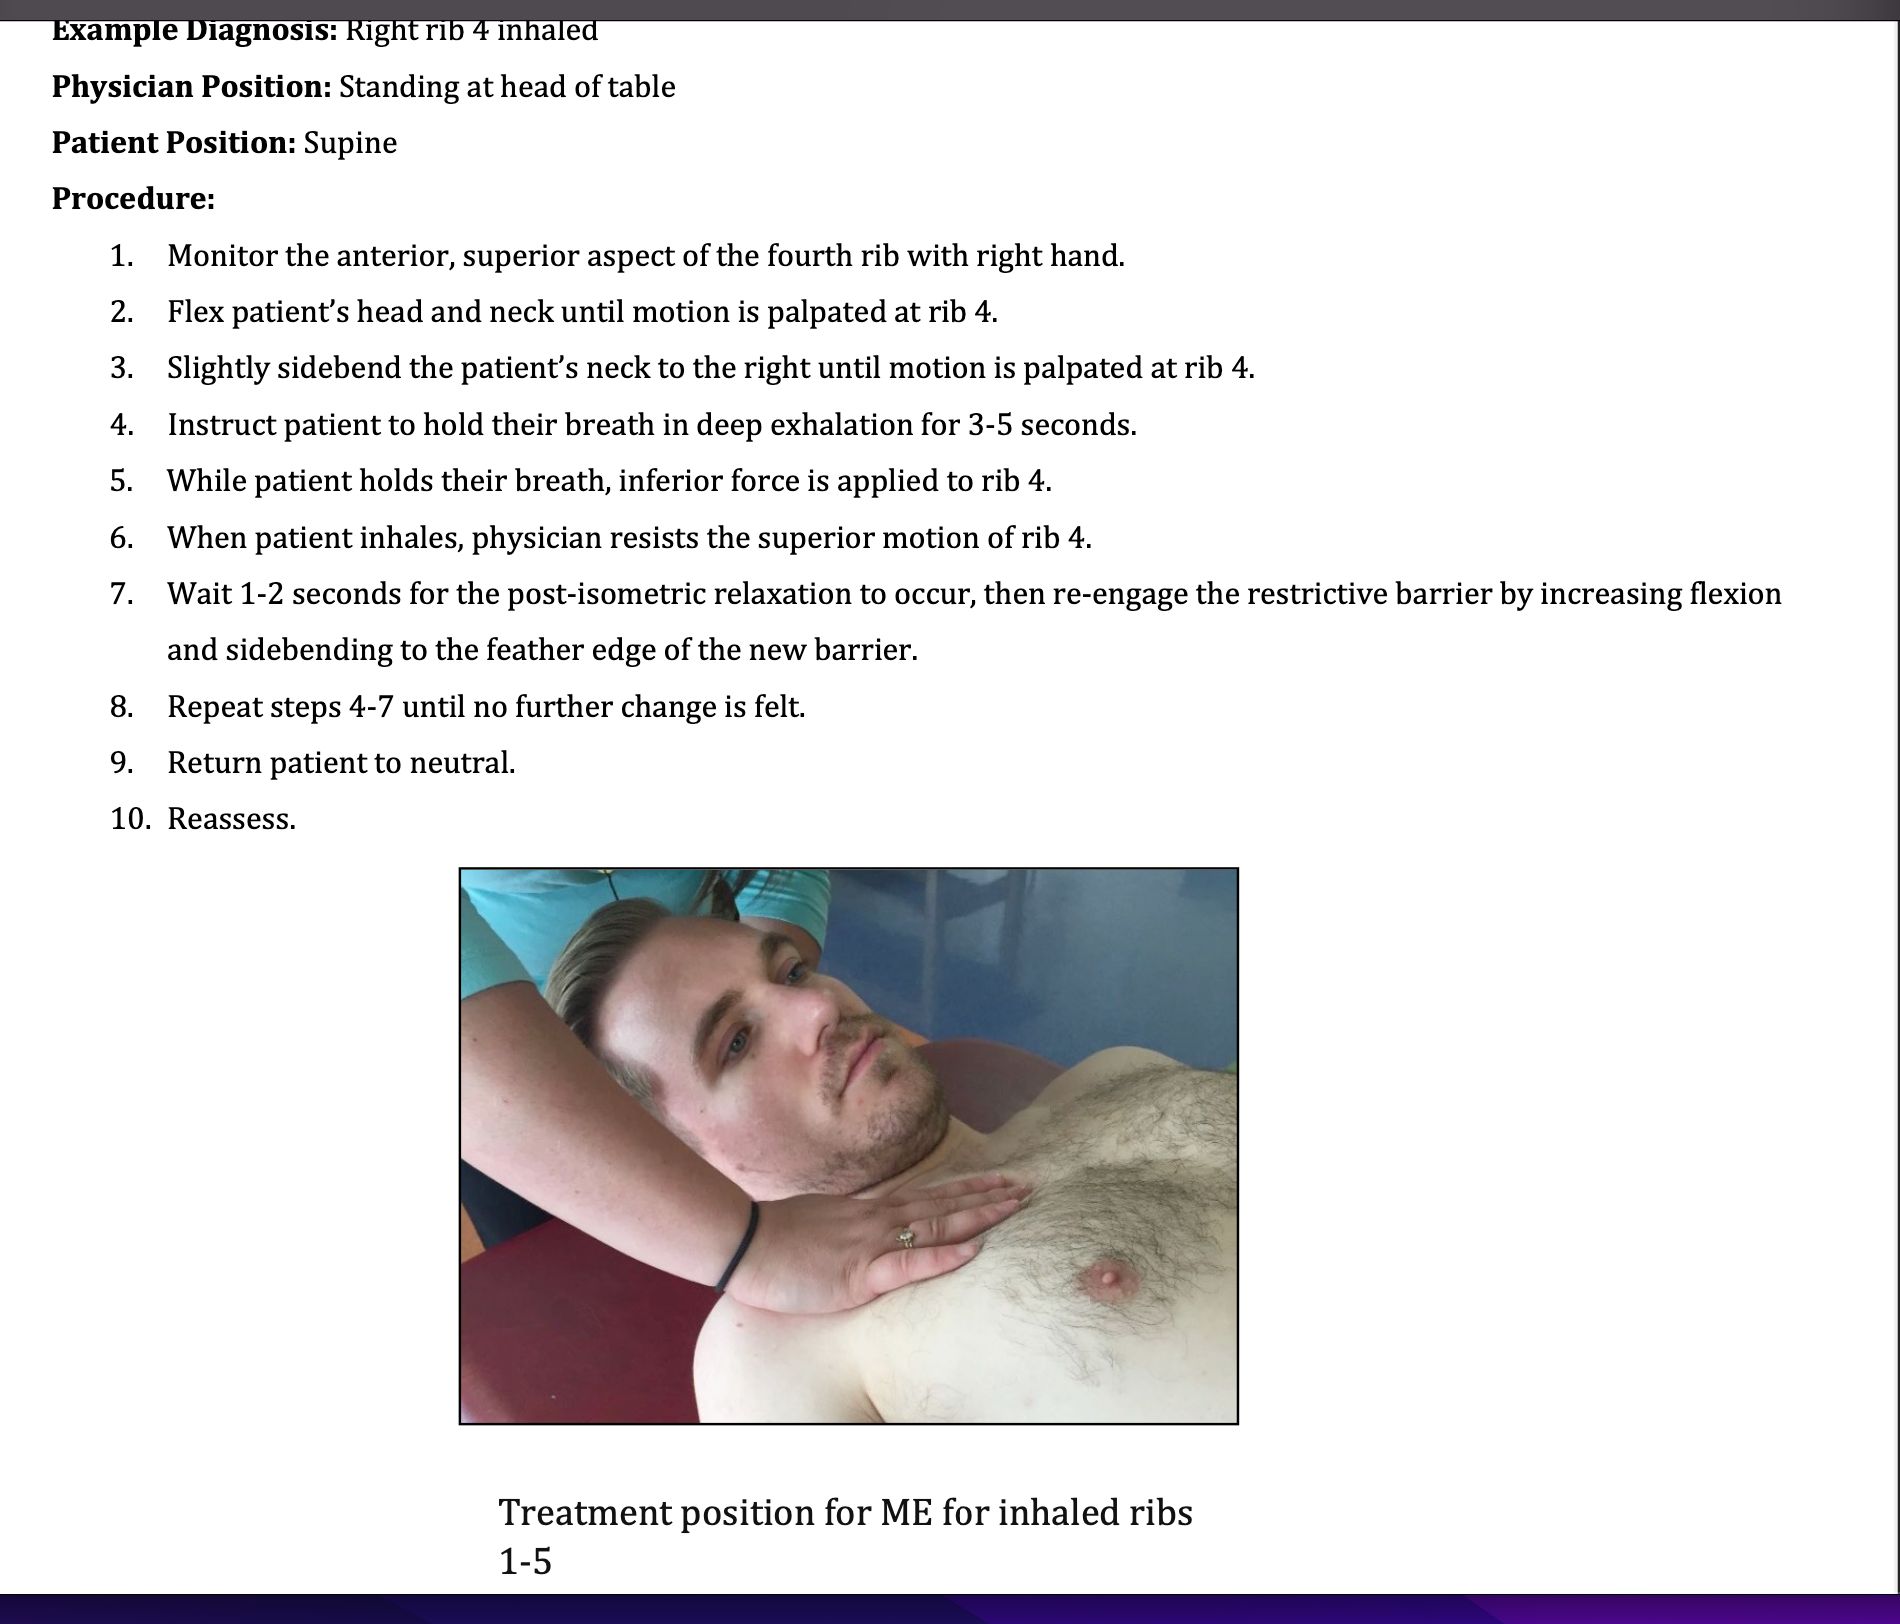 Example Diagnosis: Right rib 4 inhaled
Physician Position: Standing at head of table
Patient Position: Supine
Procedure:
1. Monitor the anterior, superior aspect of the fourth rib with right hand.
2. Flex patient’s head and neck until motion is palpated at rib 4.
3. Slightly sidebend the patient’s neck to the right until motion is palpated at rib 4.
4. Instruct patient to hold their breath in deep exhalation for 3-5 seconds.
5. While patient holds their breath, inferior force is applied to rib 4.
6. When patient inhales, physician resists the superior motion of rib 4.
7. Wait 1-2 seconds for the post-isometric relaxation to occur, then re-engage the restrictive barrier by increasing flexion
and sidebending to the feather edge of the new barrier.
8. Repeat steps 4-7 until no further change is felt.
9. Return patient to neutral.
10. Reassess.
Treatment position for ME for inhaled ribs
1-5